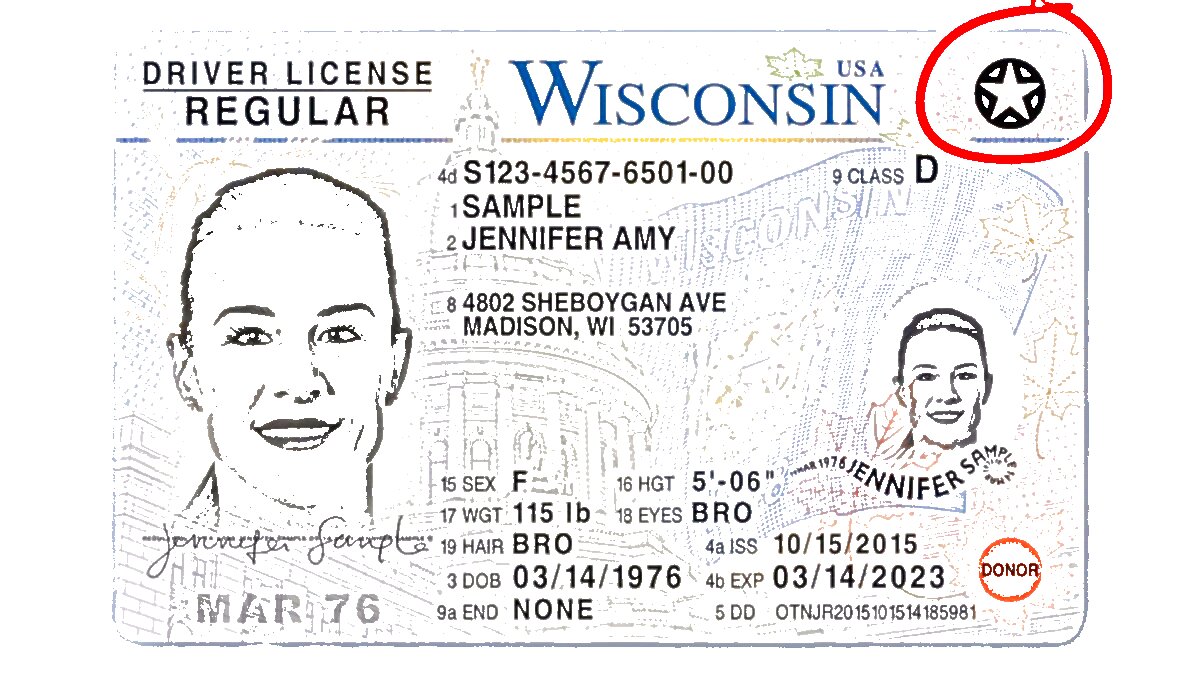 DRIVER LICENSE
REGULAR
WISCONSIN USA
4d S123-4567-6501-00
9 CLASS D
1 SAMPLE
2 JENNIFER AMY
WISCONSIN
8 4802 SHEBOYGAN AVE
MADISON, WI 53705
MAR 1976 JENNIFER SAMPLE
15 SEX F
16 HGT 5'-06"
17 WGT 115 lb
18 EYES BRO
Jennifer Sample
19 HAIR BRO
4a ISS 10/15/2015
3 DOB 03/14/1976
4b EXP 03/14/2023
DONOR
MAR 76
9a END NONE
5 DD OTNJR2015101514185981